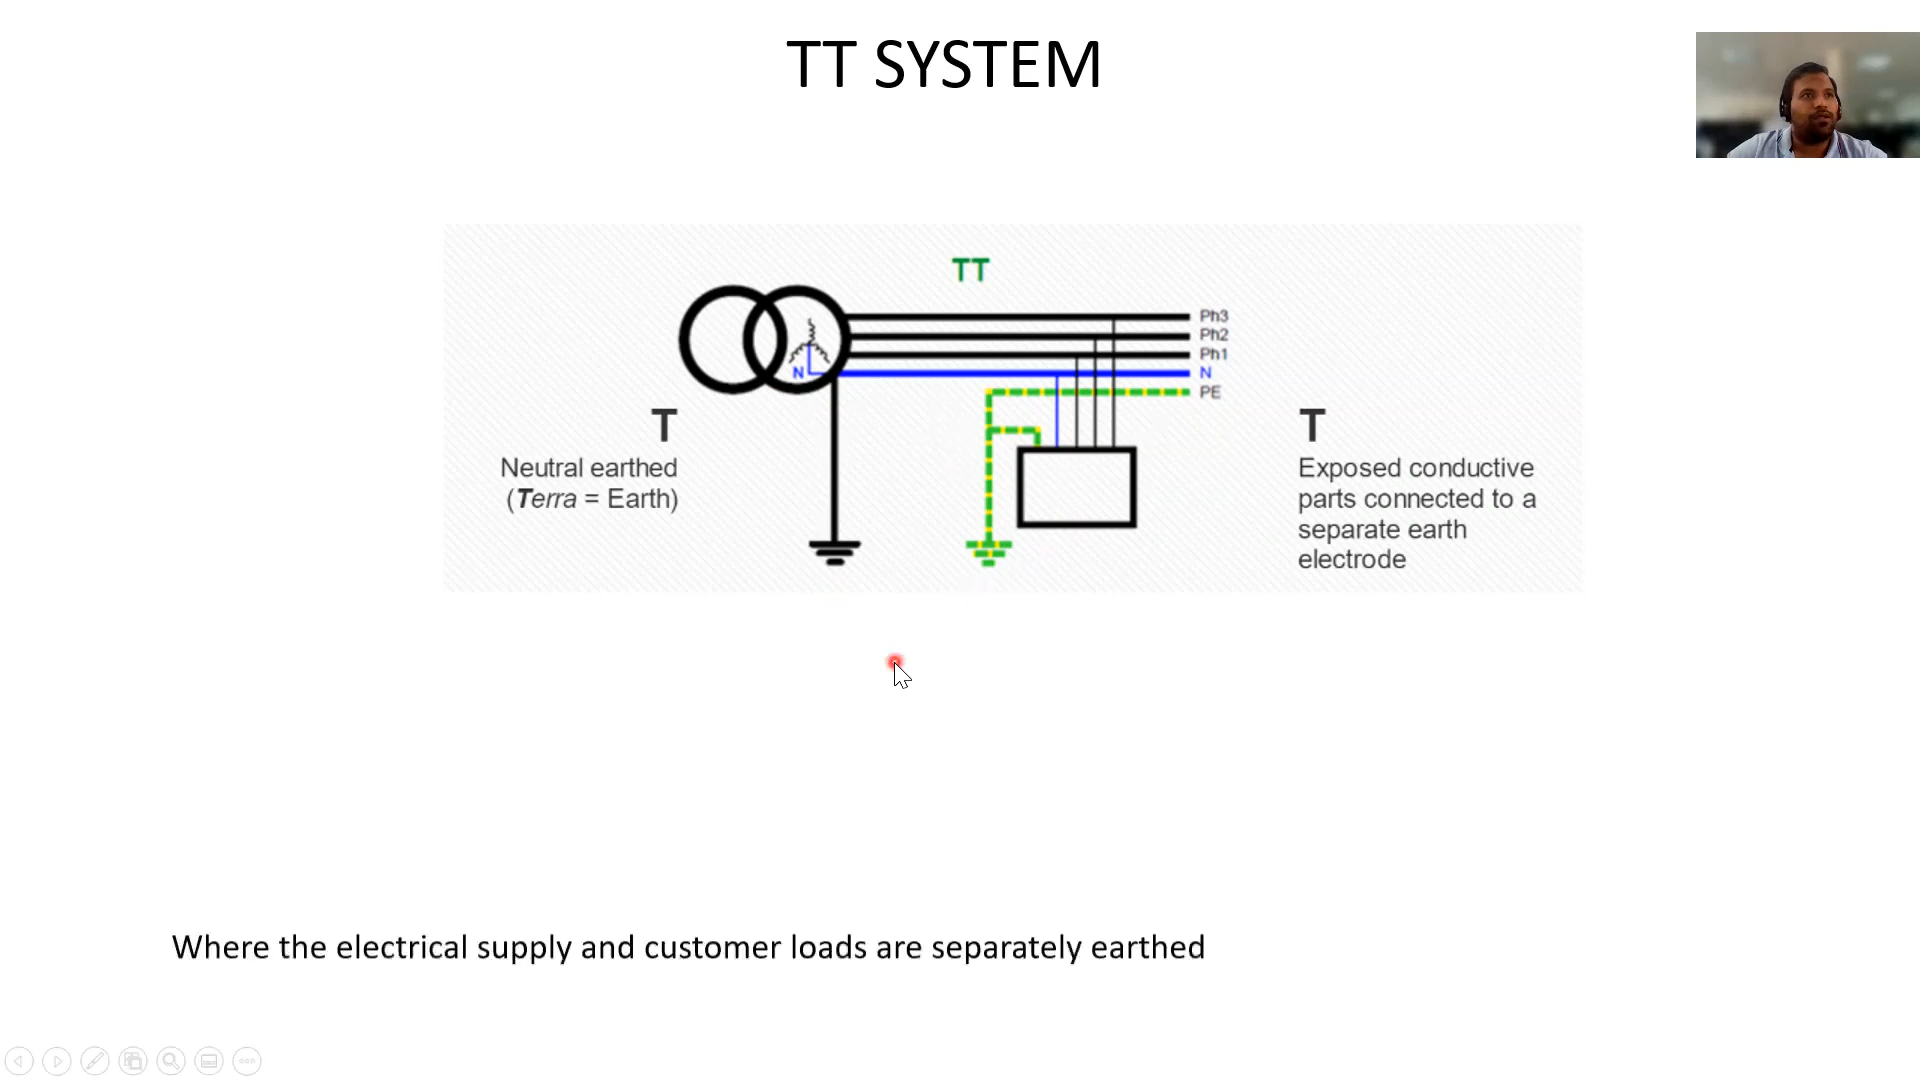 TT SYSTEM
TT
Ph3
Ph2
Ph1
N
N
PE
T
Neutral earthed
(Terra = Earth)
T
Exposed conductive
parts connected to a
separate earth
electrode
Where the electrical supply and customer loads are separately earthed